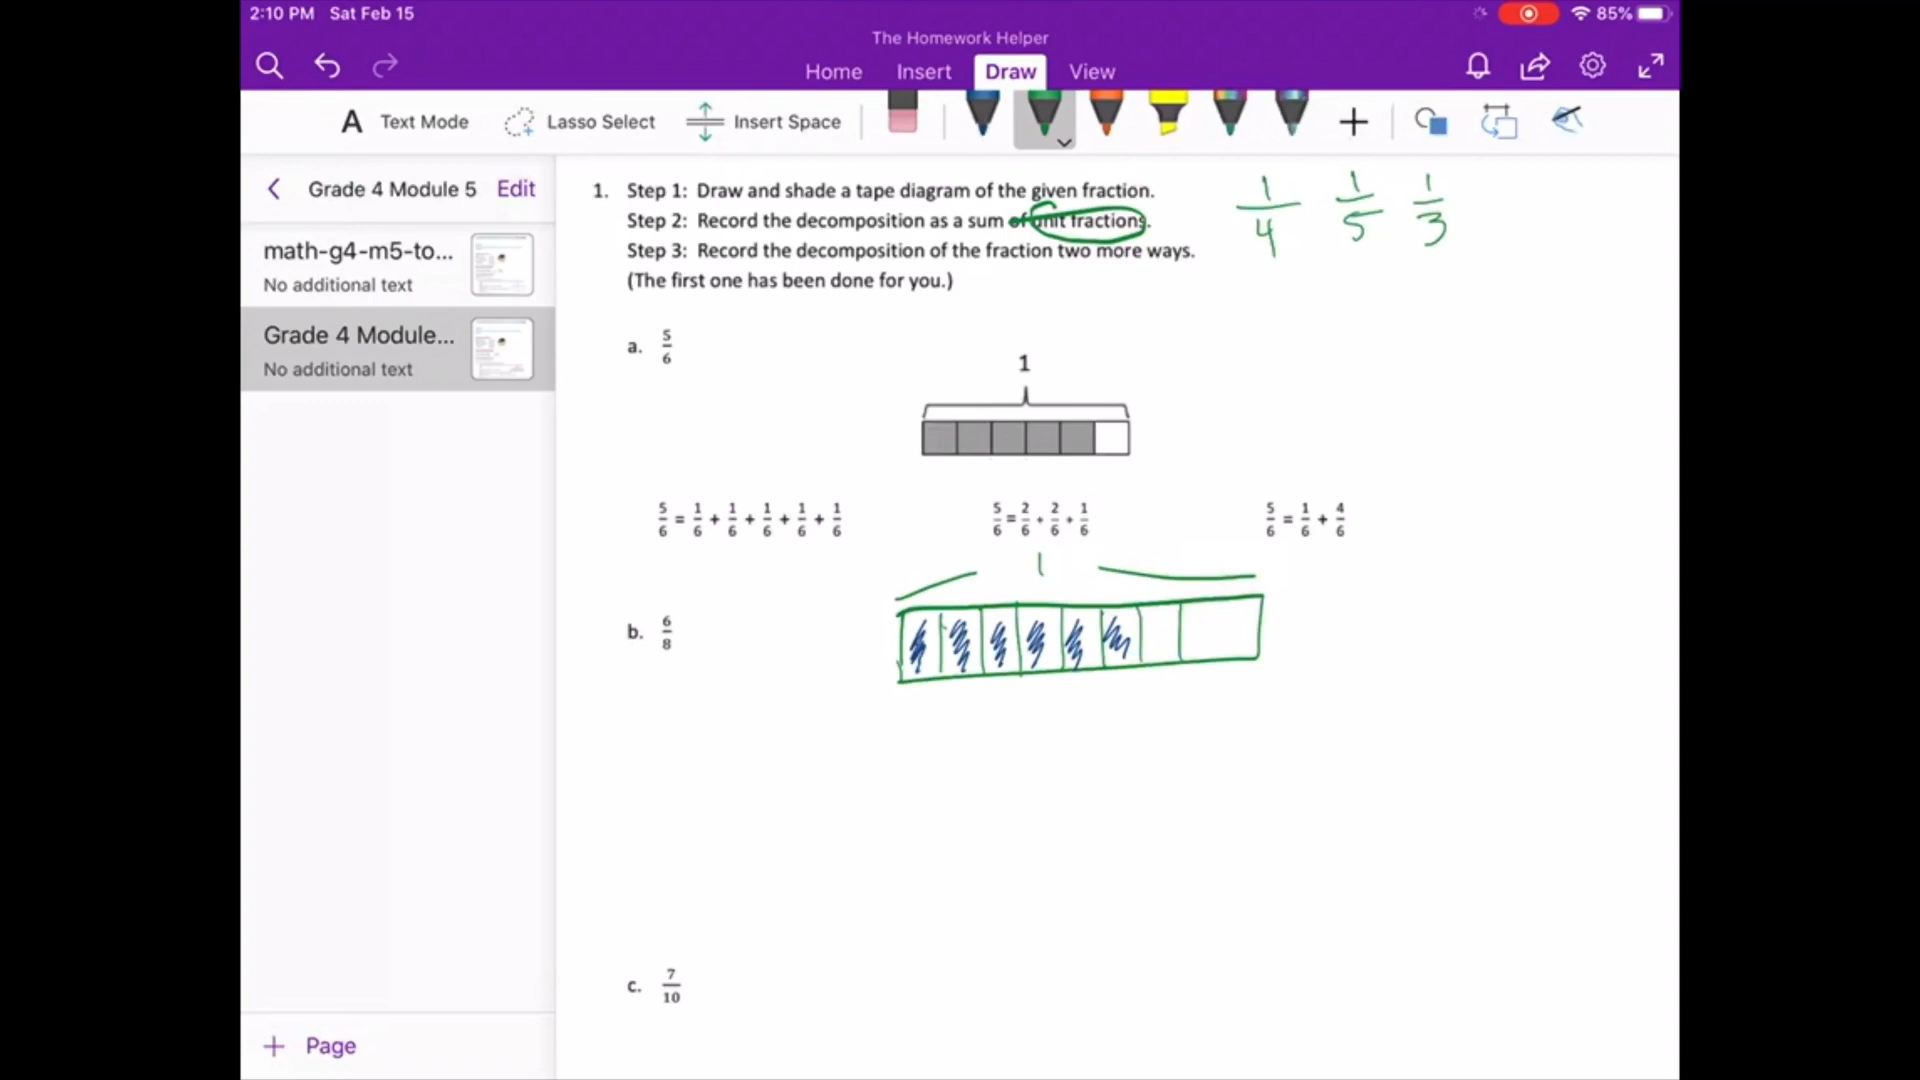 2:10 PM Sat Feb 15
85%
The Homework Helper
Home Insert Draw View
A Text Mode Lasso Select Insert Space
Grade 4 Module 5 Edit
math-g4-m5-to...
No additional text
Grade 4 Module...
No additional text
+ Page
1. Step 1: Draw and shade a tape diagram of the given fraction.
Step 2: Record the decomposition as a sum of unit fractions.
Step 3: Record the decomposition of the fraction two more ways.
(The first one has been done for you.)
1/4 1/5 1/3
a. 5/6
1
5/6 = 1/6 + 1/6 + 1/6 + 1/6 + 1/6
5/6 = 2/6 + 2/6 + 1/6
5/6 = 1/6 + 4/6
1
b. 6/8
c. 7/10